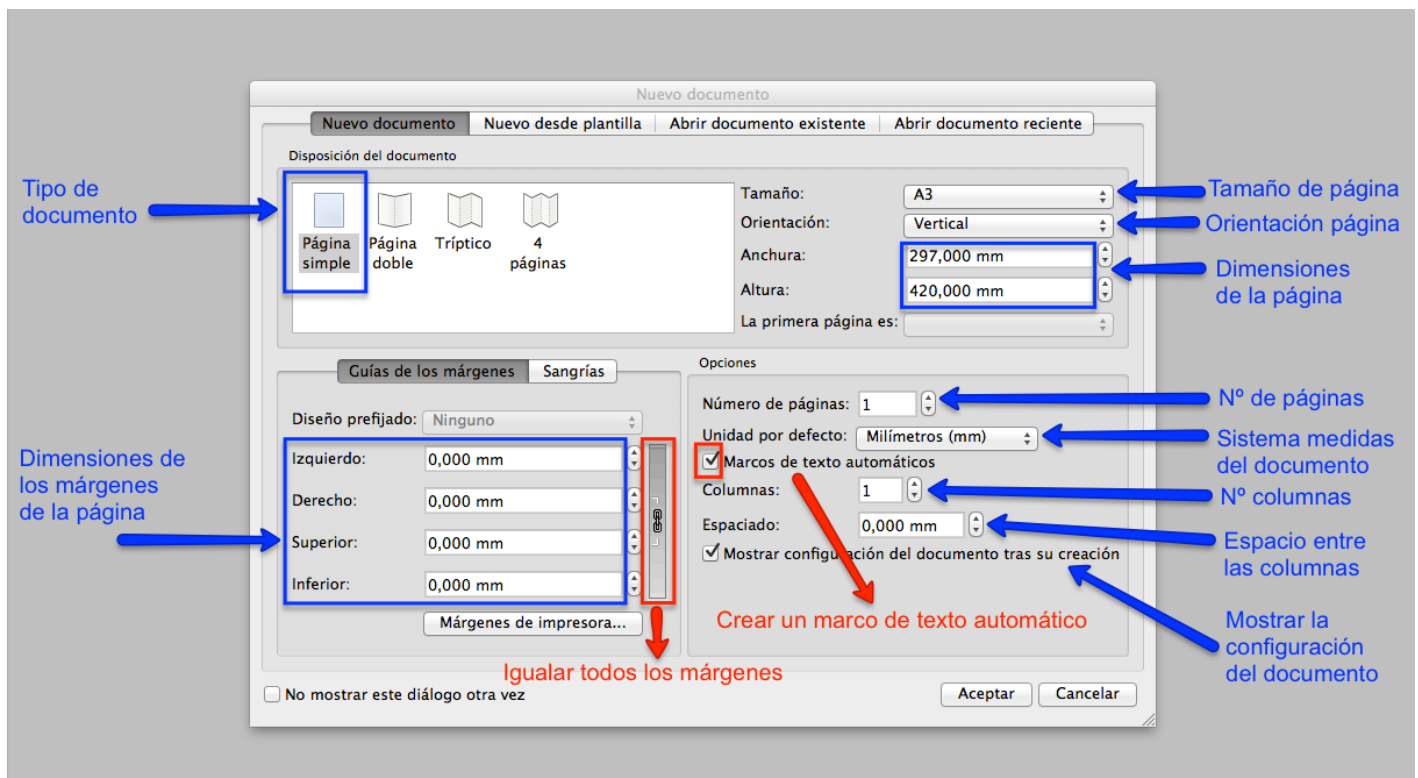 Nuevo documento
Nuevo documento
Nuevo desde plantilla
Abrir documento existente
Abrir documento reciente
Disposición del documento
Tipo de
documento
Página
simple
Página
doble
Tríptico
4
páginas
Tamaño:
A3
Tamaño de página
Orientación:
Vertical
Orientación página
Anchura:
297,000 mm
Altura:
420,000 mm
Dimensiones
de la página
La primera página es:
Guías de los márgenes
Sangrías
Diseño prefijado:
Ninguno
Dimensiones de
los márgenes
de la página
Izquierdo:
0,000 mm
Derecho:
0,000 mm
Superior:
0,000 mm
Inferior:
0,000 mm
Márgenes de impresora...
Igualar todos los márgenes
Opciones
Número de páginas:
1
Nº de páginas
Unidad por defecto:
Milímetros (mm)
Sistema medidas
del documento
Marcos de texto automáticos
Columnas:
1
Nº columnas
Espaciado:
0,000 mm
Espacio entre
las columnas
Mostrar configuración del documento tras su creación
Crear un marco de texto automático
Mostrar la
configuración
del documento
No mostrar este diálogo otra vez
Aceptar
Cancelar